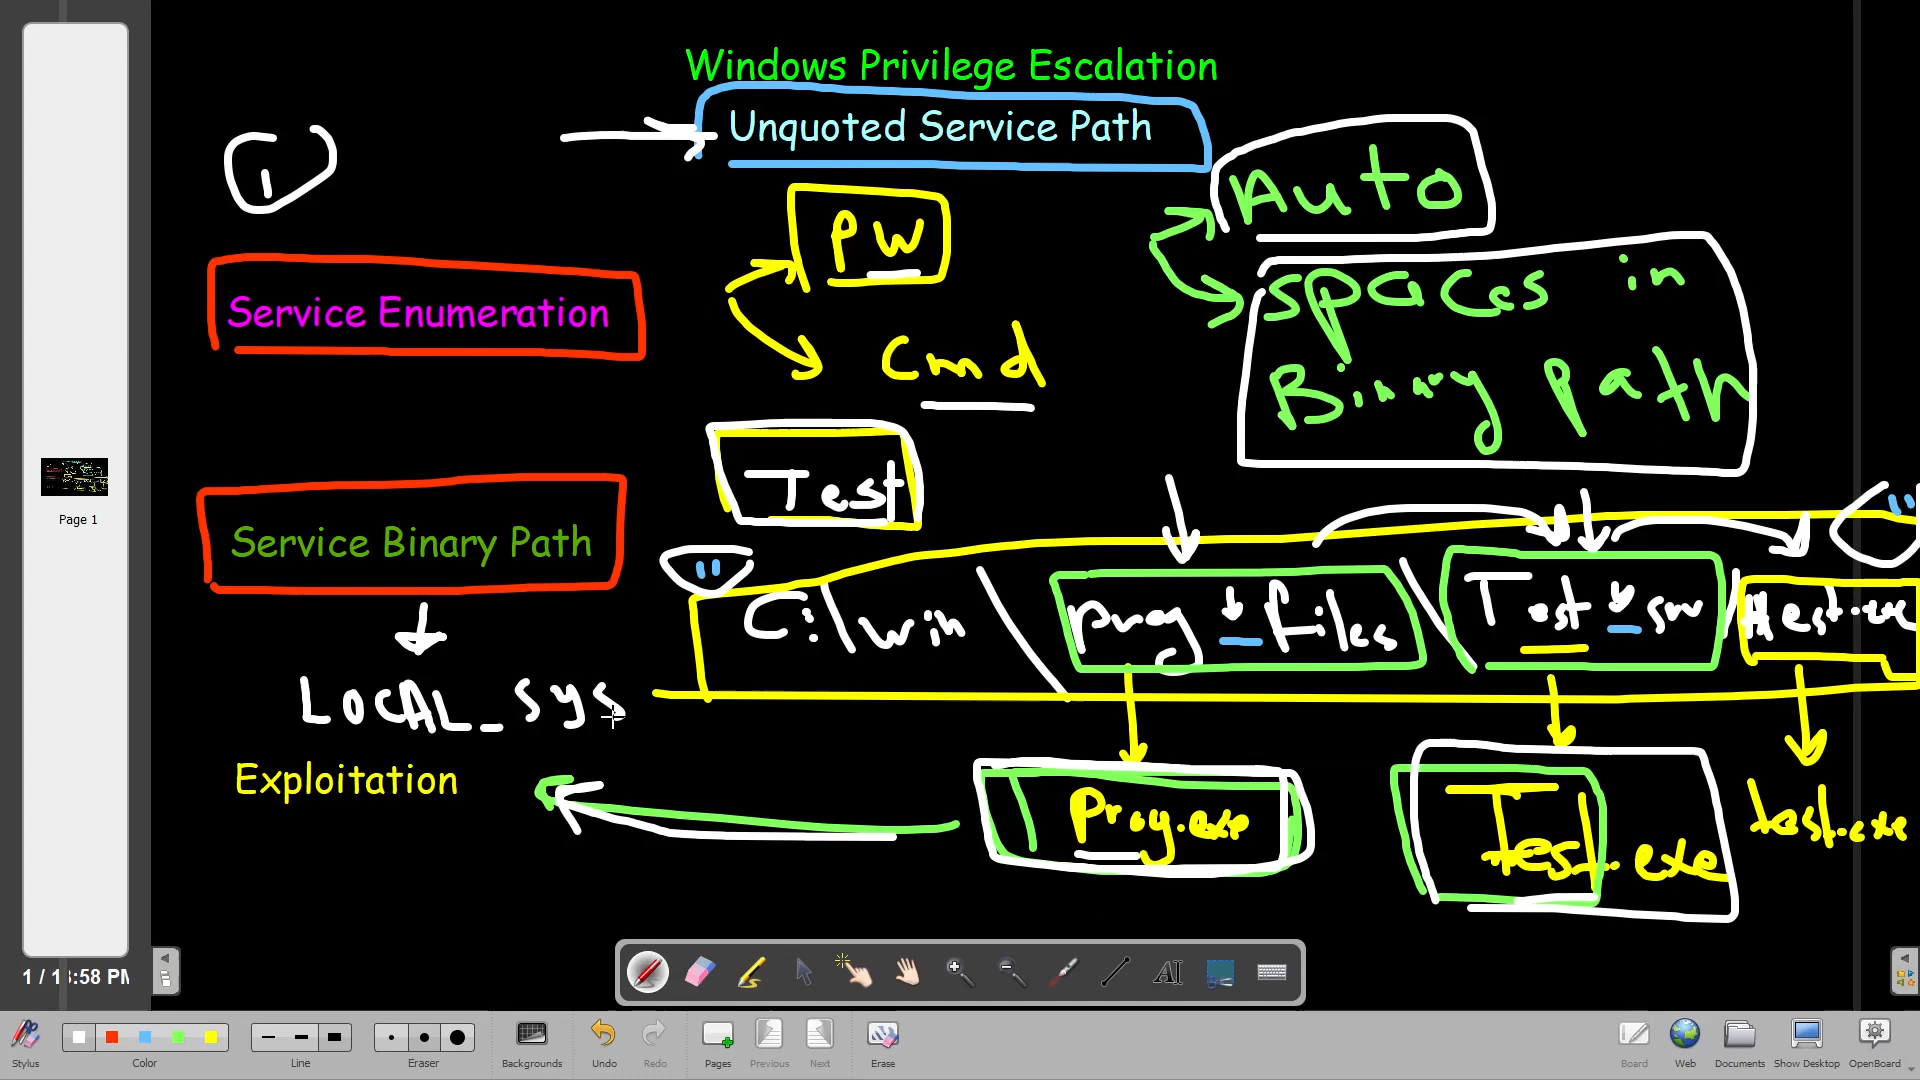 Windows Privilege Escalation
Unquoted Service Path
1
Auto
PW
Service Enumeration
spaces in
Cmd
Binary path
Test
Service Binary Path
" "
C:\win \ Prog files \ Test srv \
LOCAL_SYS
Exploitation
Prog.exe
Test.exe
test.exe
Page 1
Stylus
Color
Line
Eraser
Backgrounds
Undo
Redo
Pages
Previous
Next
Erase
Board
Web
Documents
Show Desktop
OpenBoard